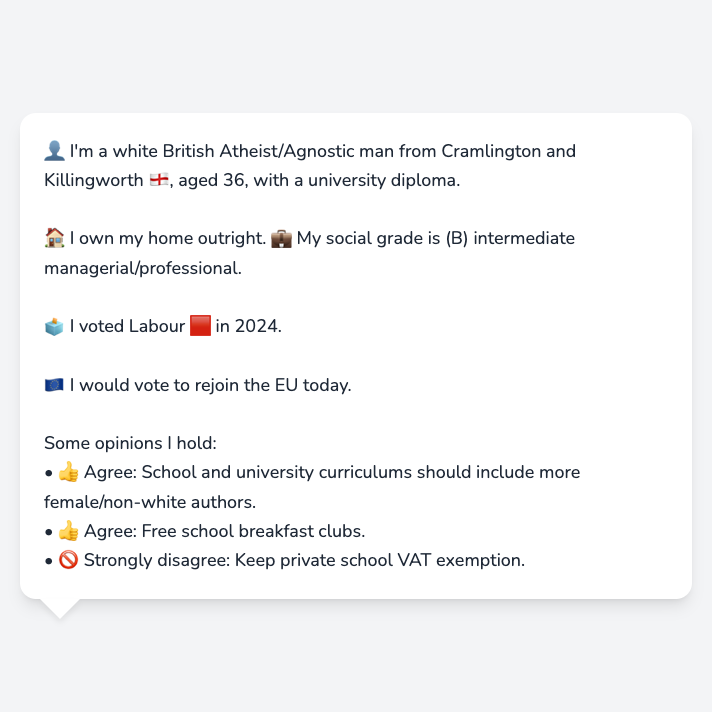 👤 I'm a white British Atheist/Agnostic man from Cramlington and
Killingworth 🏴󠁧󠁢󠁥󠁮󠁧󠁿, aged 36, with a university diploma.
🏠 I own my home outright. 💼 My social grade is (B) intermediate
managerial/professional.
🗳️ I voted Labour 🟥 in 2024.
🇪🇺 I would vote to rejoin the EU today.
Some opinions I hold:
• 👍 Agree: School and university curriculums should include more
female/non-white authors.
• 👍 Agree: Free school breakfast clubs.
• 🚫 Strongly disagree: Keep private school VAT exemption.